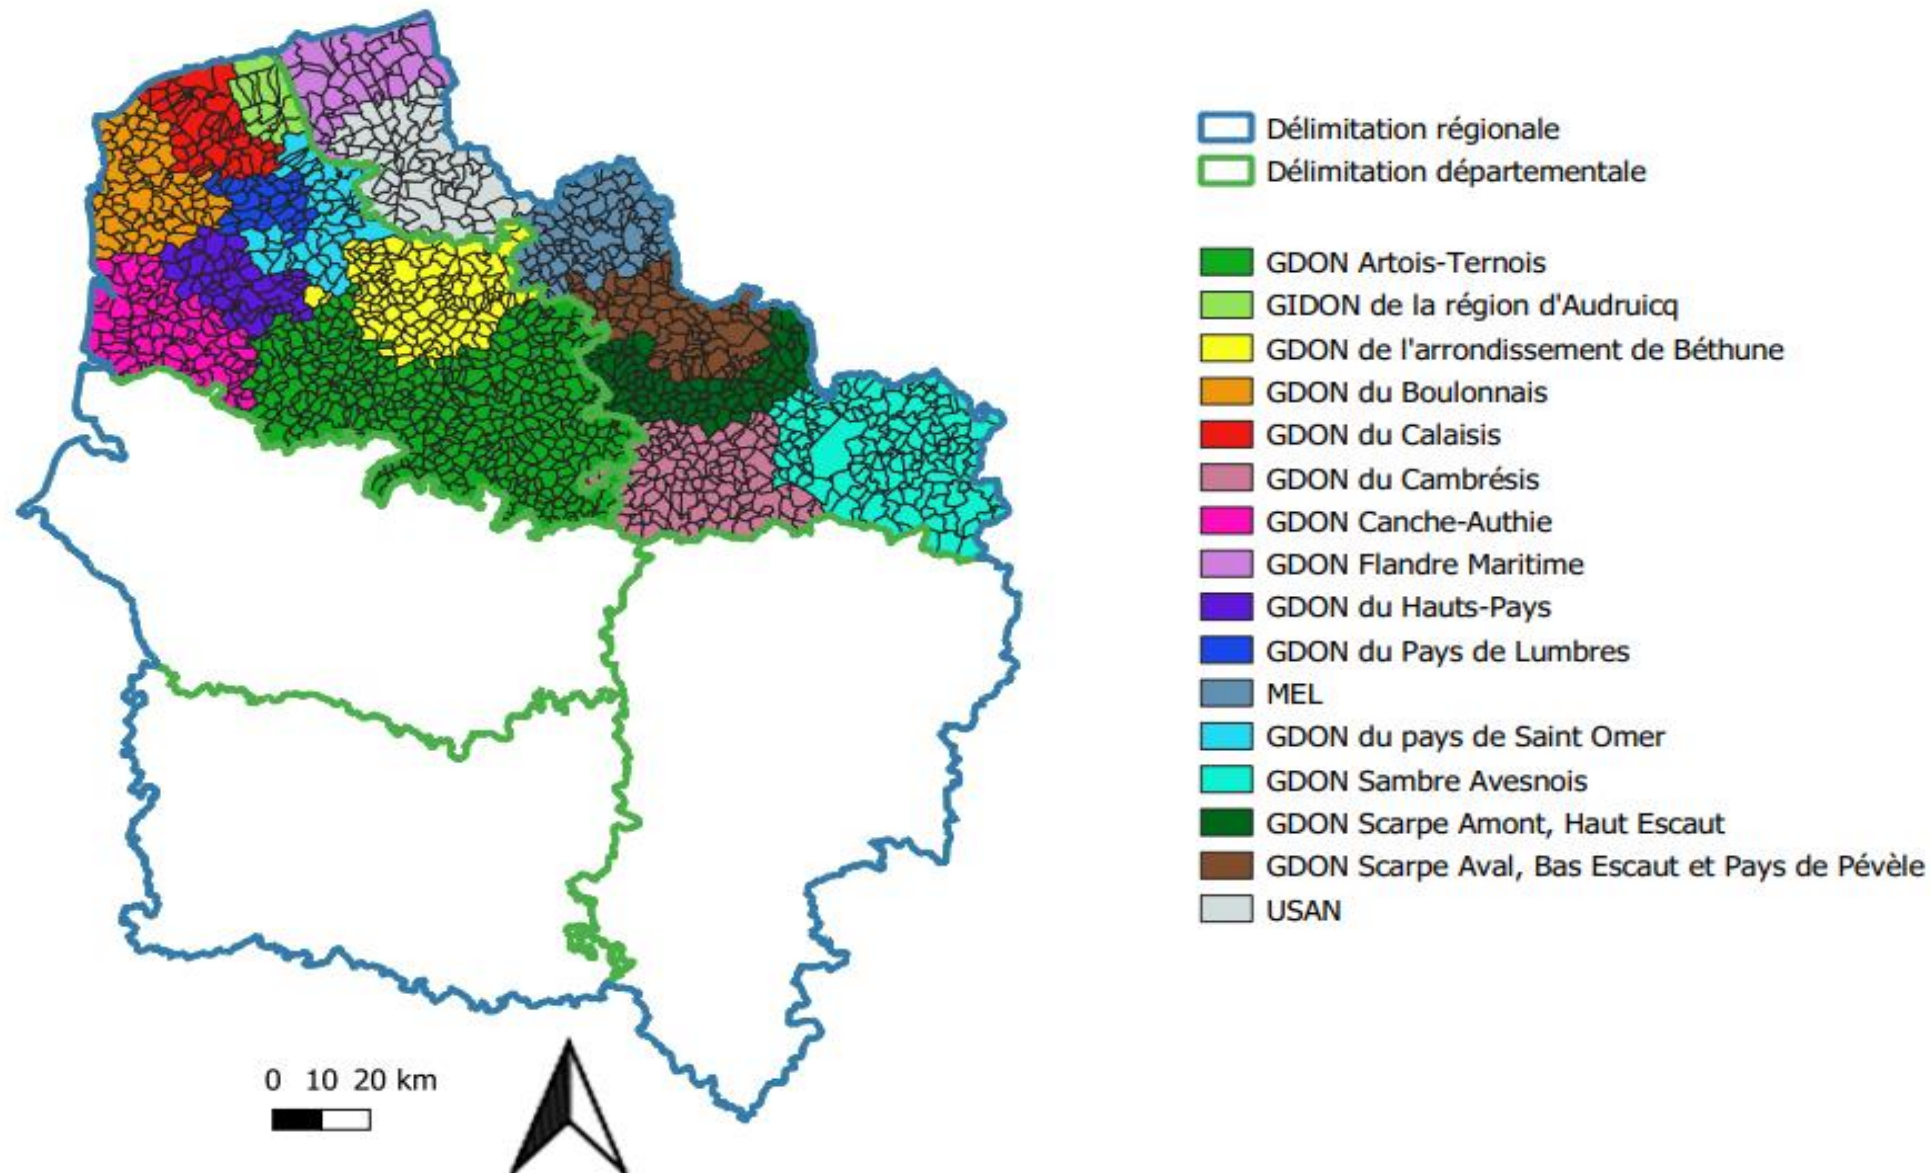 Délimitation régionale
Délimitation départementale
GDON Artois-Ternois
GIDON de la région d'Audruicq
GDON de l'arrondissement de Béthune
GDON du Boulonnais
GDON du Calaisis
GDON du Cambrésis
GDON Canche-Authie
GDON Flandre Maritime
GDON du Hauts-Pays
GDON du Pays de Lumbres
MEL
GDON du pays de Saint Omer
GDON Sambre Avesnois
GDON Scarpe Amont, Haut Escaut
GDON Scarpe Aval, Bas Escaut et Pays de Pévèle
USAN
0 10 20 km